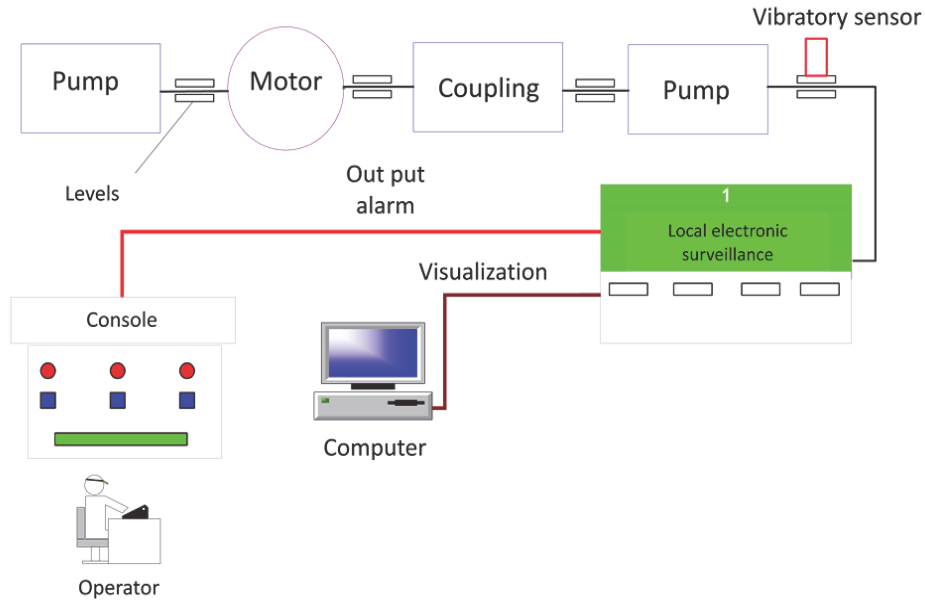 Vibratory sensor
Pump
Motor
Coupling
Pump
Levels
Out put
alarm
1
Local electronic
surveillance
Visualization
Console
Computer
Operator